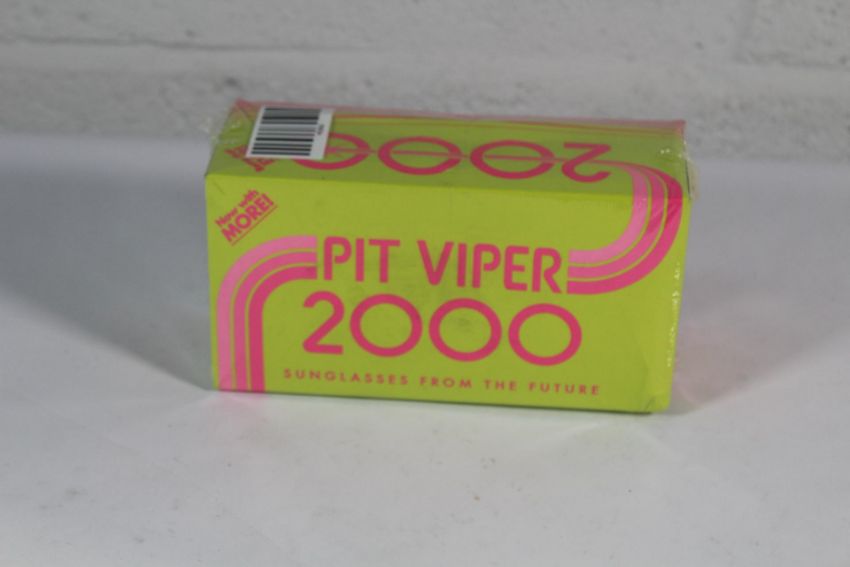 2000
Now with
MORE!
PIT VIPER
2000
SUNGLASSES FROM THE FUTURE